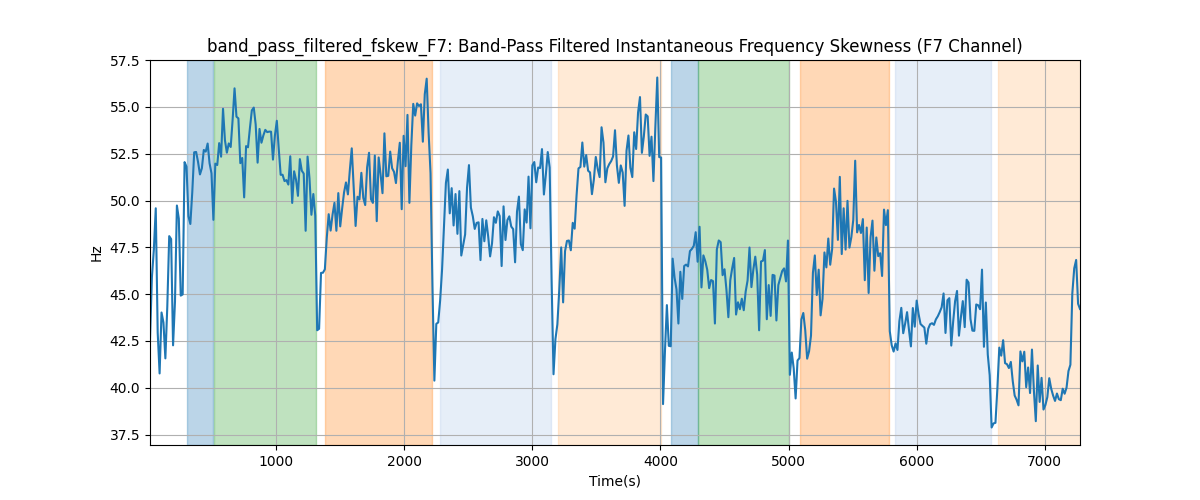 band_pass_filtered_fskew_F7: Band-Pass Filtered Instantaneous Frequency Skewness (F7 Channel)
57.5
55.0
52.5
50.0
47.5
45.0
42.5
40.0
37.5
Hz
1000 2000 3000 4000 5000 6000 7000
Time(s)